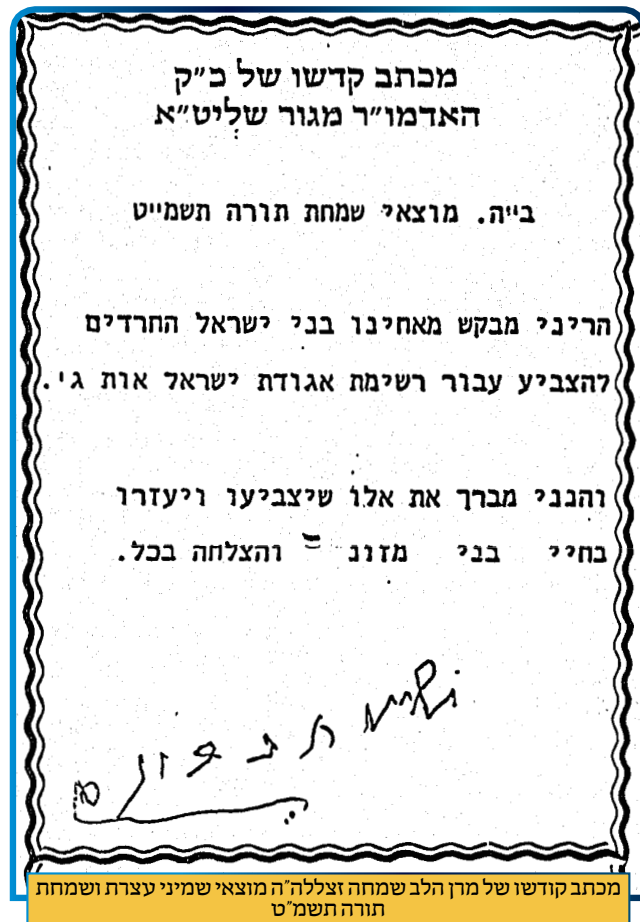 מכתב קדשו של כ"ק
האדמו"ר מגור שליט"א
בייה. מוצאי שמחת תורה תשמייט
הריני מבקש מאחינו בני ישראל החרדים
להצביע עבור רשימת אגודת ישראל אות ג'.
והנני מברך את אלו שיצביעו ויעזרו
בחיי בני מזונ והצלחה בכל.
מכתב קודשו של מרן הלב שמחה זצללה"ה מוצאי שמיני עצרת ושמחת
תורה תשמ"ט